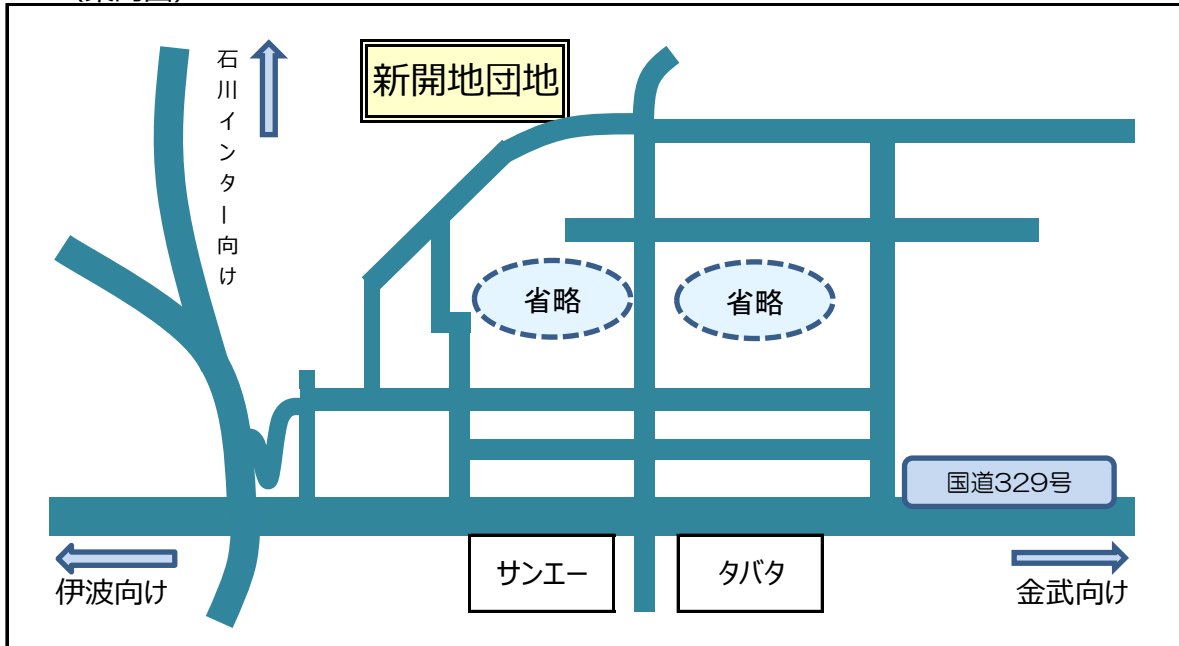 石川インター向け
新開地団地
省略
省略
国道329号
サンエー
タバタ
伊波向け
金武向け